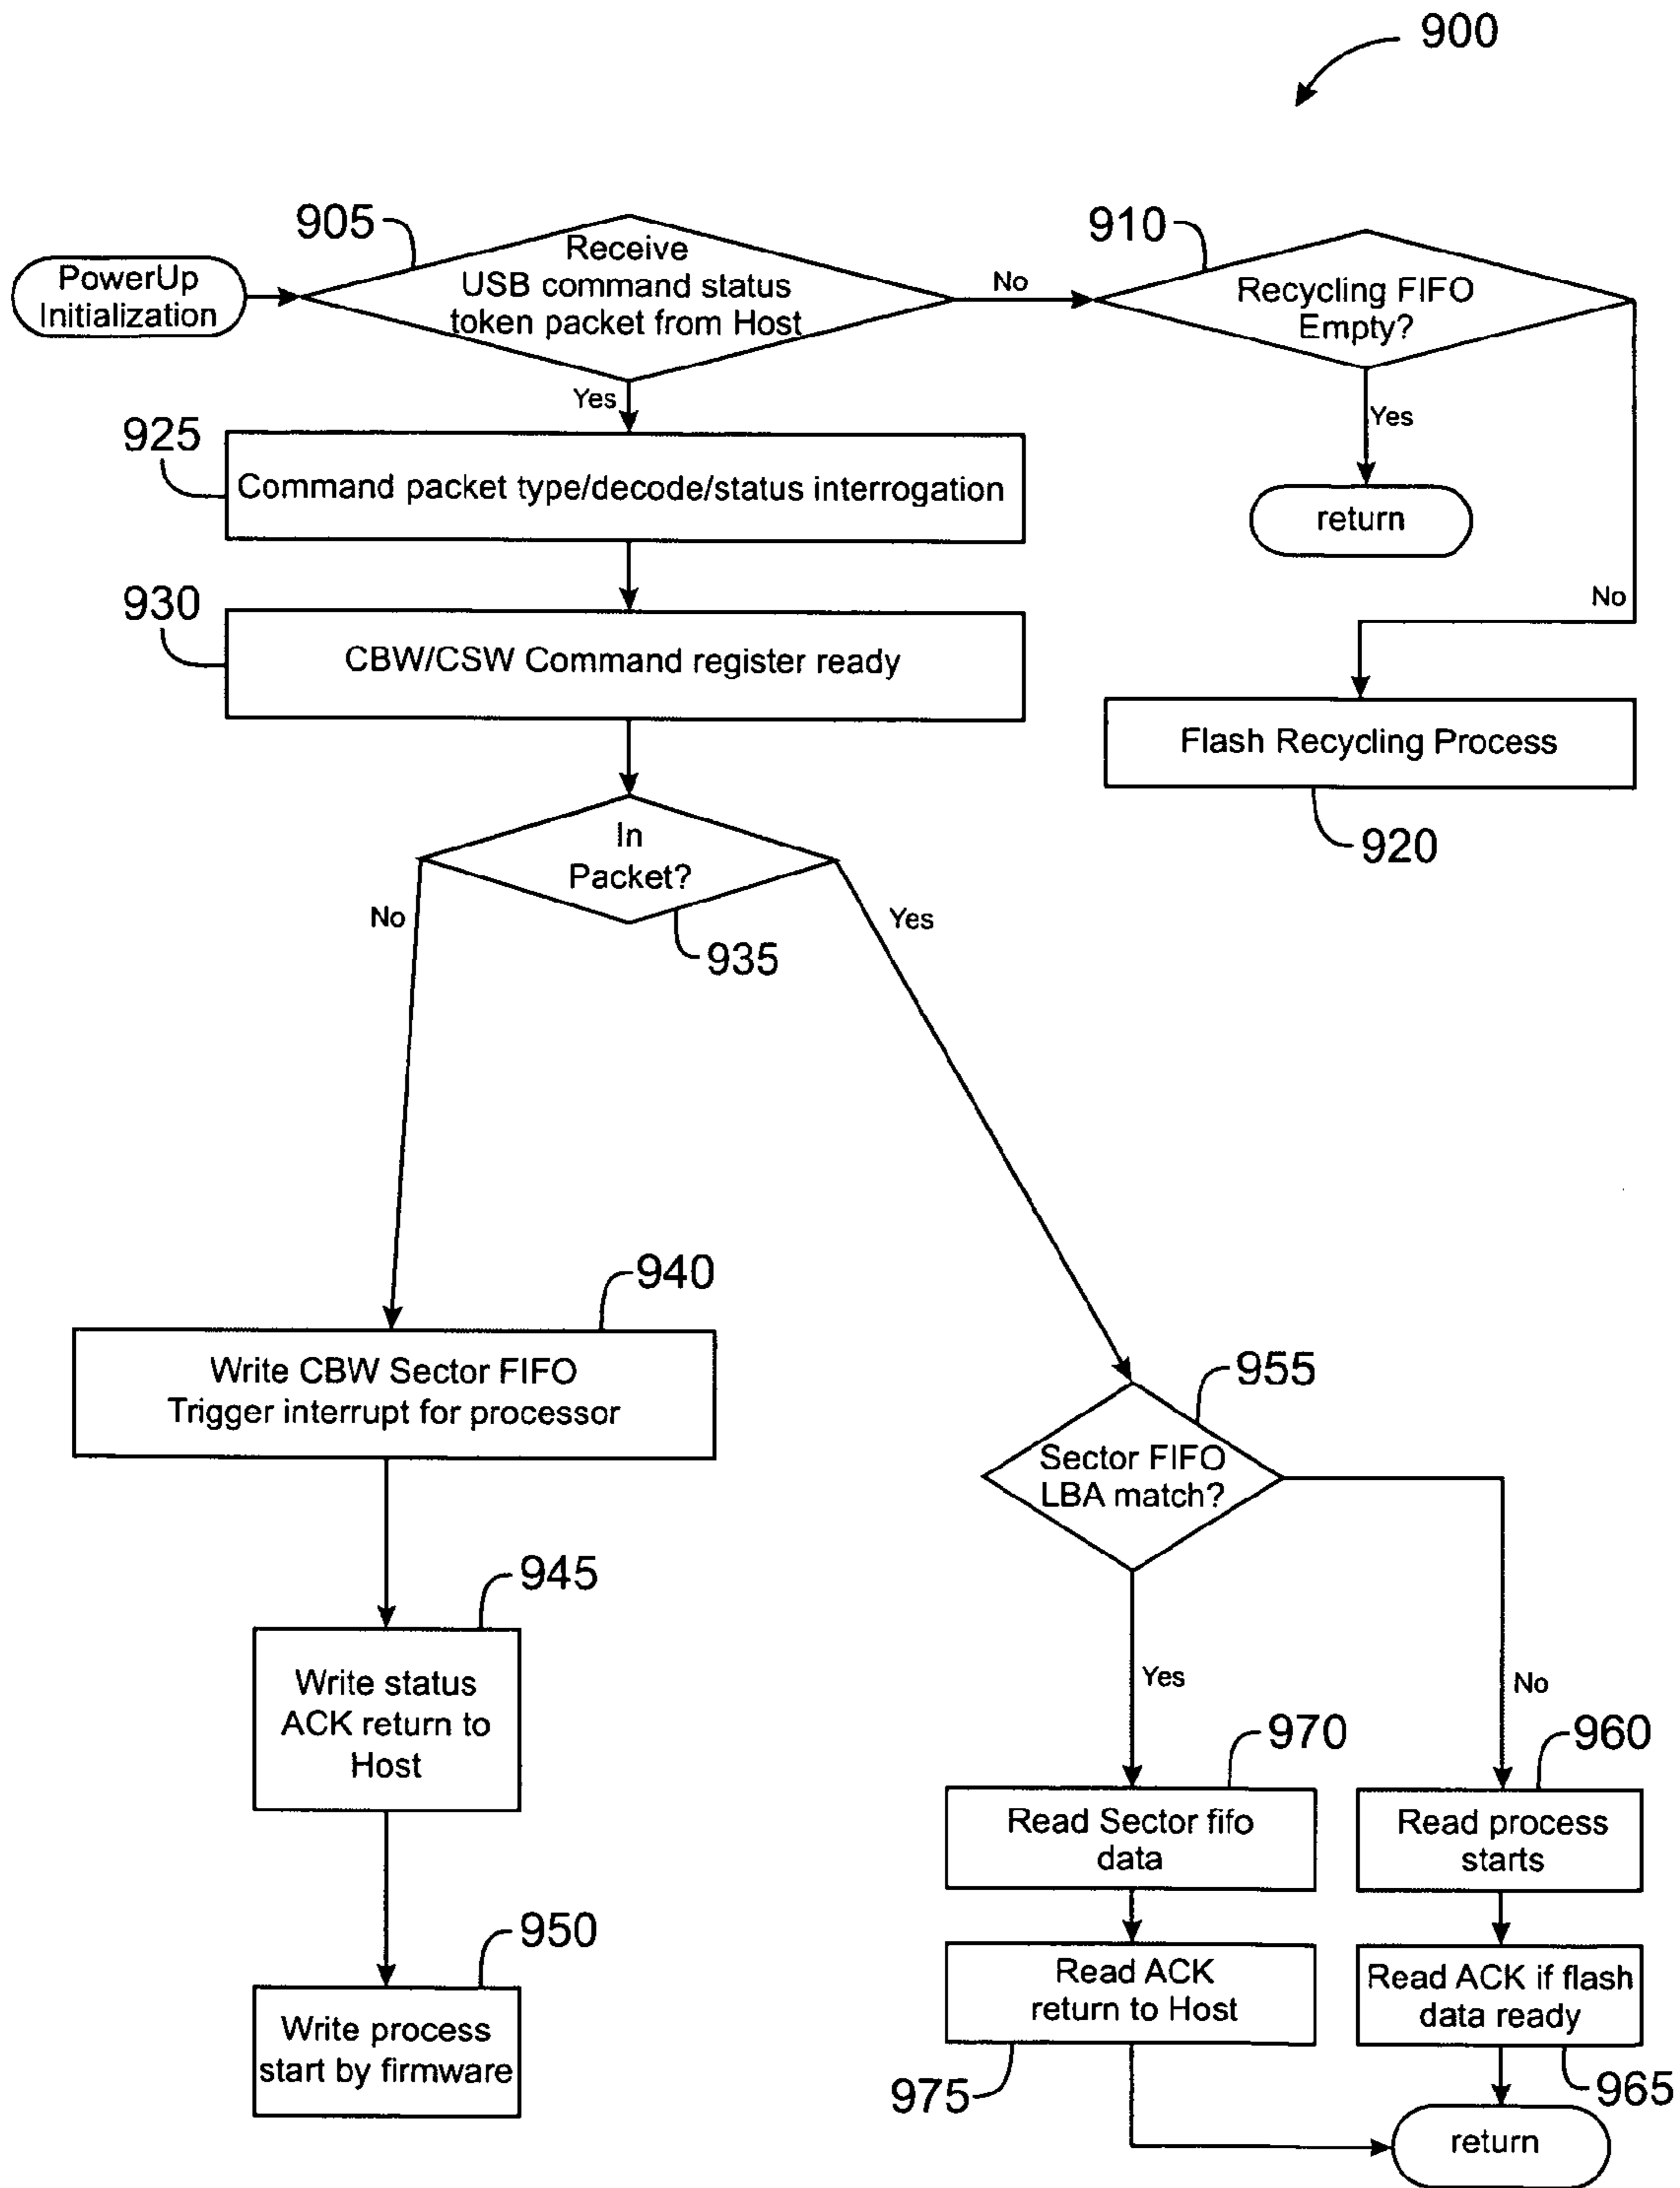 900
905
910
PowerUp
Initialization
Receive
USB command status
token packet from Host
No
Recycling FIFO
Empty?
Yes
Yes
925
Command packet type/decode/status interrogation
return
930
No
CBW/CSW Command register ready
Flash Recycling Process
920
In
Packet?
No
Yes
935
940
Write CBW Sector FIFO
Trigger interrupt for processor
955
Sector FIFO
LBA match?
945
Write status
ACK return to
Host
Yes
No
970
960
Read Sector fifo
data
Read process
starts
950
Write process
start by firmware
Read ACK
return to Host
Read ACK if flash
data ready
975
965
return